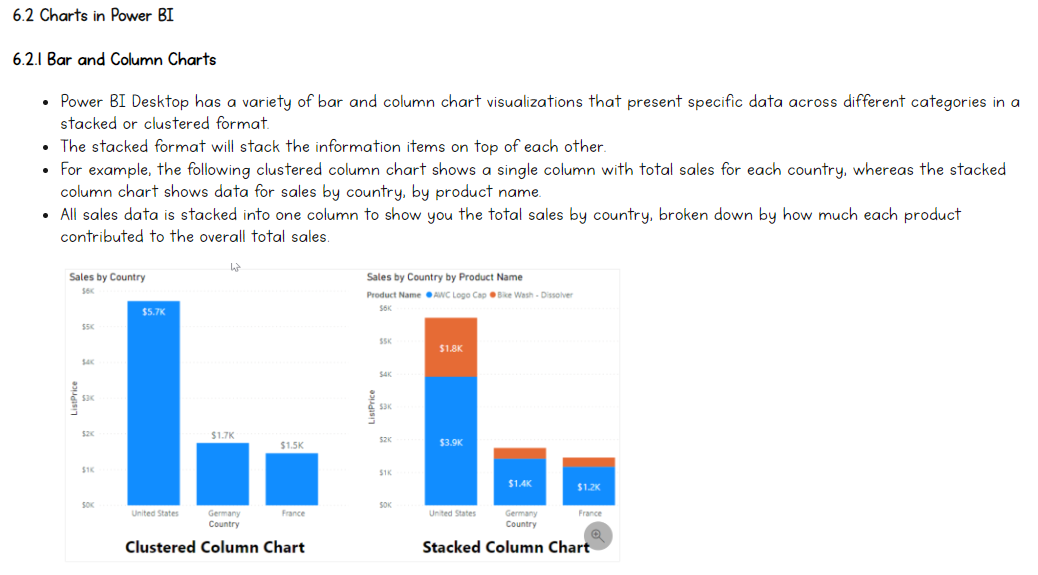 6.2 Charts in Power BI
6.2.1 Bar and Column Charts
• Power BI Desktop has a variety of bar and column chart visualizations that present specific data across different categories in a
stacked or clustered format.
• The stacked format will stack the information items on top of each other.
• For example, the following clustered column chart shows a single column with total sales for each country, whereas the stacked
column chart shows data for sales by country, by product name.
• All sales data is stacked into one column to show you the total sales by country, broken down by how much each product
contributed to the overall total sales.
Sales by Country
$6K
$5K
$4K
$3K
$2K
$1K
$0K
ListPrice
$5.7K
$1.7K
$1.5K
United States
Germany
France
Country
Clustered Column Chart
Sales by Country by Product Name
Product Name AWC Logo Cap Bike Wash - Dissolver
$6K
$5K
$4K
$3K
$2K
$1K
$0K
ListPrice
$1.8K
$3.9K
$1.4K
$1.2K
United States
Germany
France
Country
Stacked Column Chart